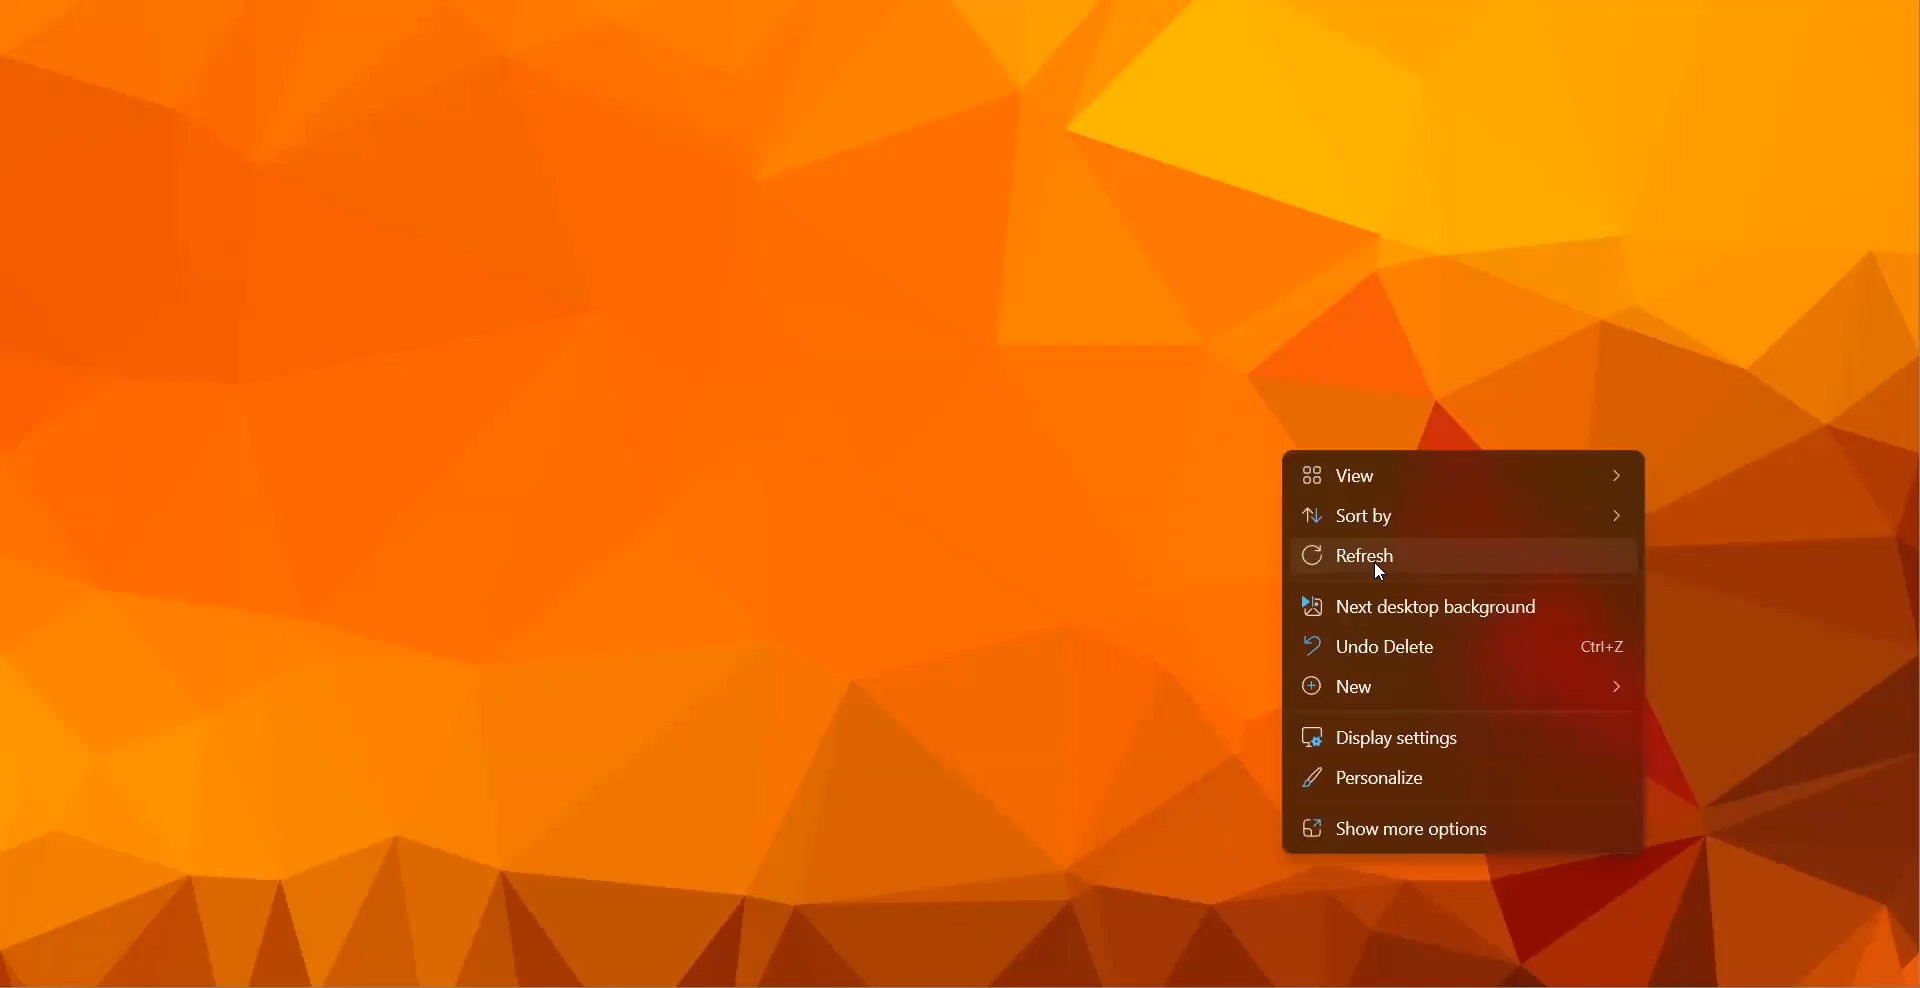 View
Sort by
Refresh
Next desktop background
Undo Delete Ctrl+Z
New
Display settings
Personalize
Show more options